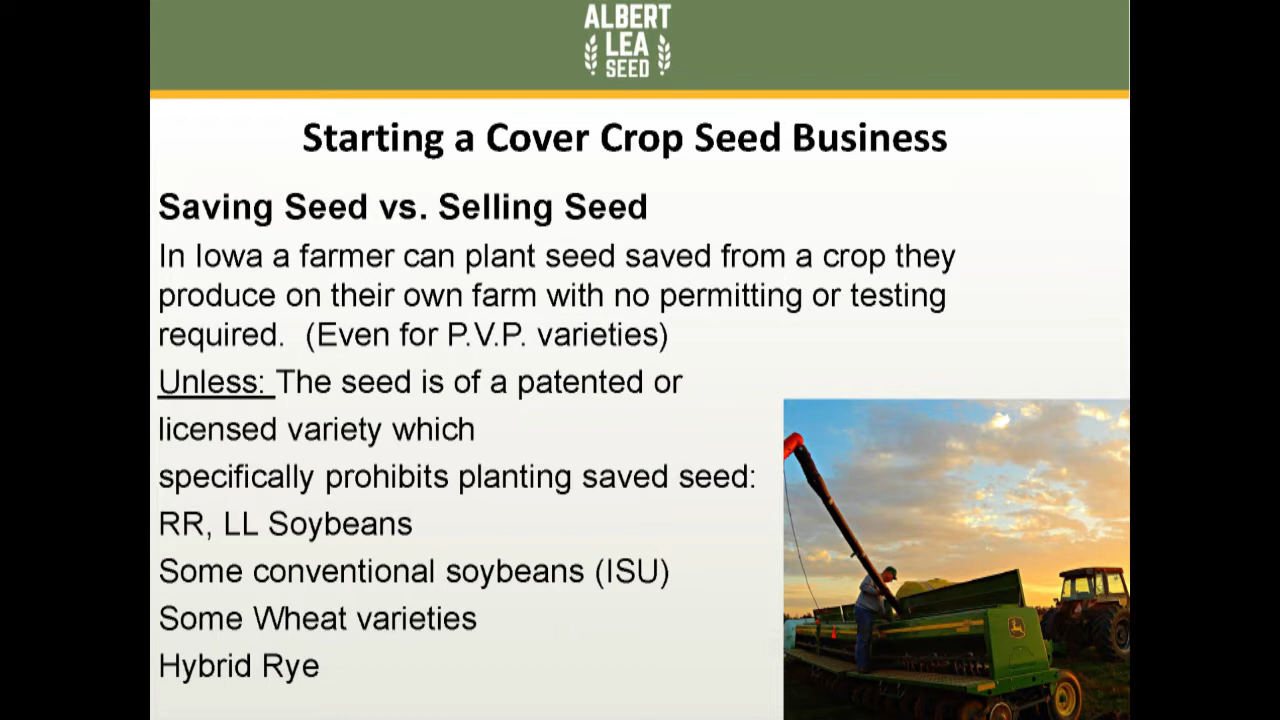 ALBERT
LEA
SEED
Starting a Cover Crop Seed Business
Saving Seed vs. Selling Seed
In Iowa a farmer can plant seed saved from a crop they
produce on their own farm with no permitting or testing
required. (Even for P.V.P. varieties)
Unless: The seed is of a patented or
licensed variety which
specifically prohibits planting saved seed:
RR, LL Soybeans
Some conventional soybeans (ISU)
Some Wheat varieties
Hybrid Rye